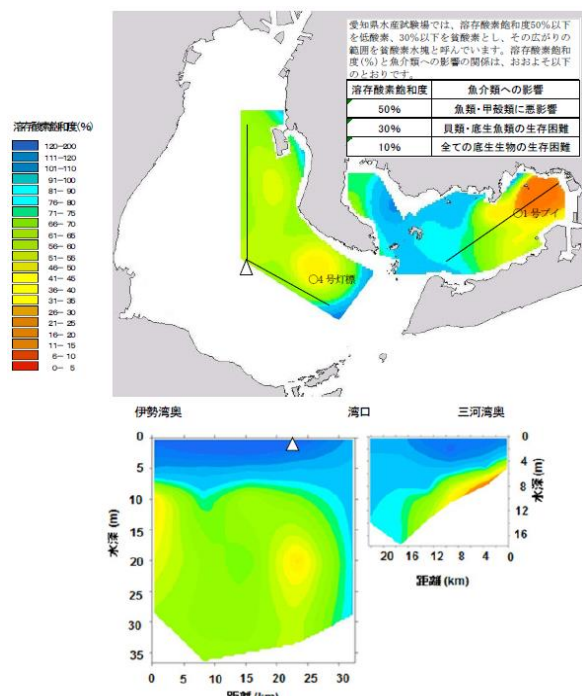 愛知県水産試験場では、溶存酸素飽和度50%以下
を低酸素、30%以下を貧酸素とし、その広がりの
範囲を貧酸素水塊と呼んでいます。溶存酸素飽和
度(%)と魚介類への影響の関係は、おおよそ以下
のとおりです。
溶存酸素飽和度 魚介類への影響
50% 魚類・甲殻類に悪影響
30% 貝類・底生魚類の生存困難
10% 全ての底生生物の生存困難
溶存酸素飽和度(%)
120-200
111-120
91-100
81- 90
76- 80
71- 75
66- 70
61- 65
56- 60
51- 55
46- 50
41- 45
36- 40
31- 35
26- 30
21- 25
16- 20
11- 15
6- 10
0- 5
○1号ブイ
○4号灯標
伊勢湾奥 湾口 三河湾奥
水深 (m)
0
5
10
15
20
25
30
35
0 5 10 15 20 25 30
距離 (km)
0
4
8
12
16
水深 (m)
20 16 12 8 4 0
距離 (km)